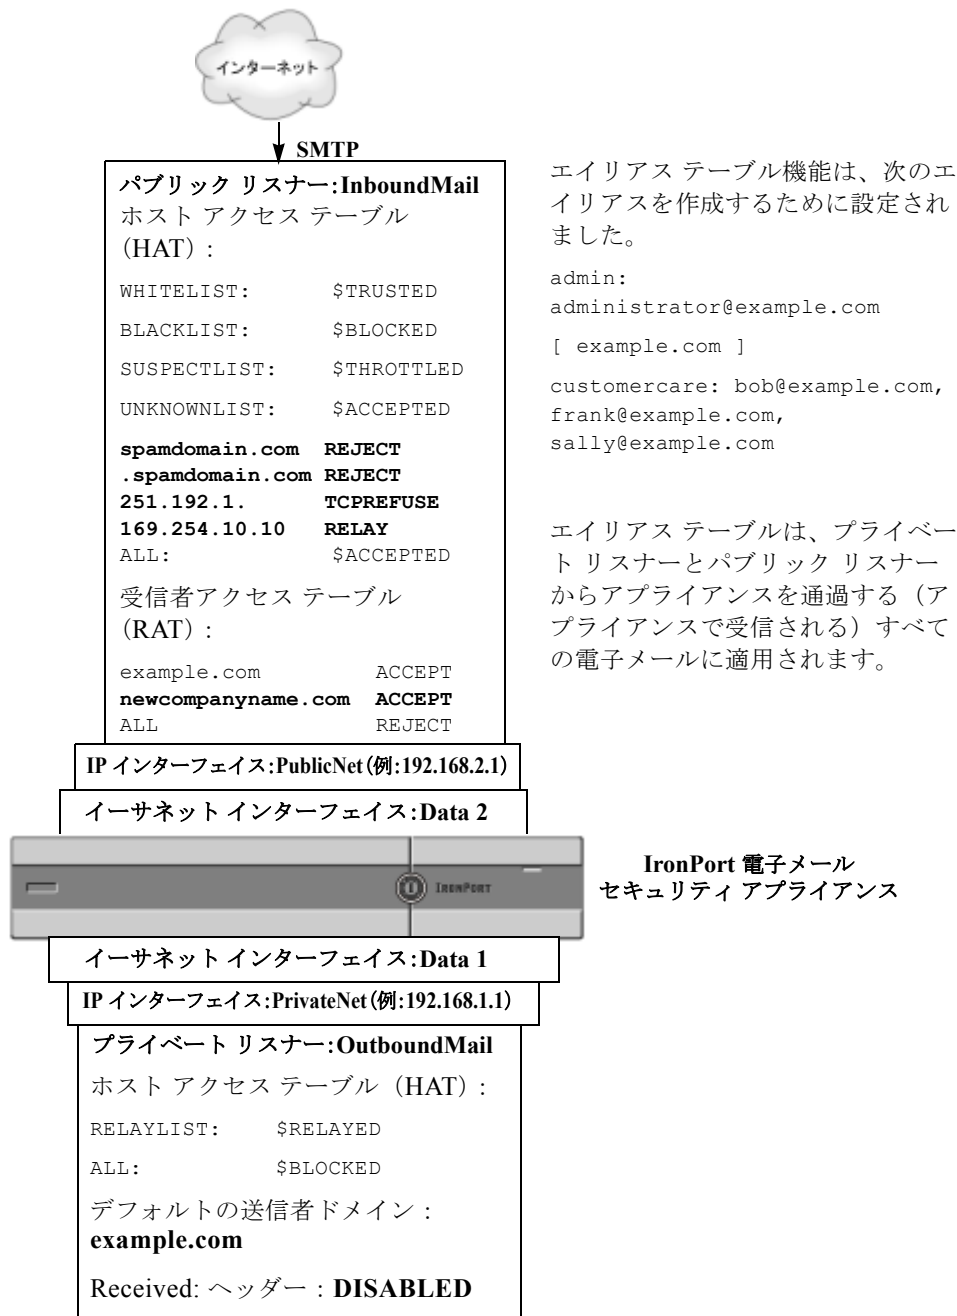 インターネット
SMTP
パブリック リスナー:InboundMail
ホスト アクセス テーブル
（HAT）:
WHITELIST: $TRUSTED
BLACKLIST: $BLOCKED
SUSPECTLIST: $THROTTLED
UNKNOWNLIST: $ACCEPTED
spamdomain.com REJECT
.spamdomain.com REJECT
251.192.1. TCPREFUSE
169.254.10.10 RELAY
ALL: $ACCEPTED
受信者アクセス テーブル
（RAT）:
example.com ACCEPT
newcompanyname.com ACCEPT
ALL REJECT
エイリアス テーブル機能は、次のエ
イリアスを作成するために設定され
ました。
admin:
administrator@example.com
[ example.com ]
customercare: bob@example.com,
frank@example.com,
sally@example.com
エイリアス テーブルは、プライベー
ト リスナーとパブリック リスナー
からアプライアンスを通過する（ア
プライアンスで受信される）すべて
の電子メールに適用されます。
IP インターフェイス:PublicNet（例:192.168.2.1）
イーサネット インターフェイス:Data 2
IRONPORT
IronPort 電子メール
セキュリティ アプライアンス
イーサネット インターフェイス:Data 1
IP インターフェイス:PrivateNet（例:192.168.1.1）
プライベート リスナー:OutboundMail
ホスト アクセス テーブル（HAT）:
RELAYLIST: $RELAYED
ALL: $BLOCKED
デフォルトの送信者ドメイン :
example.com
Received: ヘッダー : DISABLED